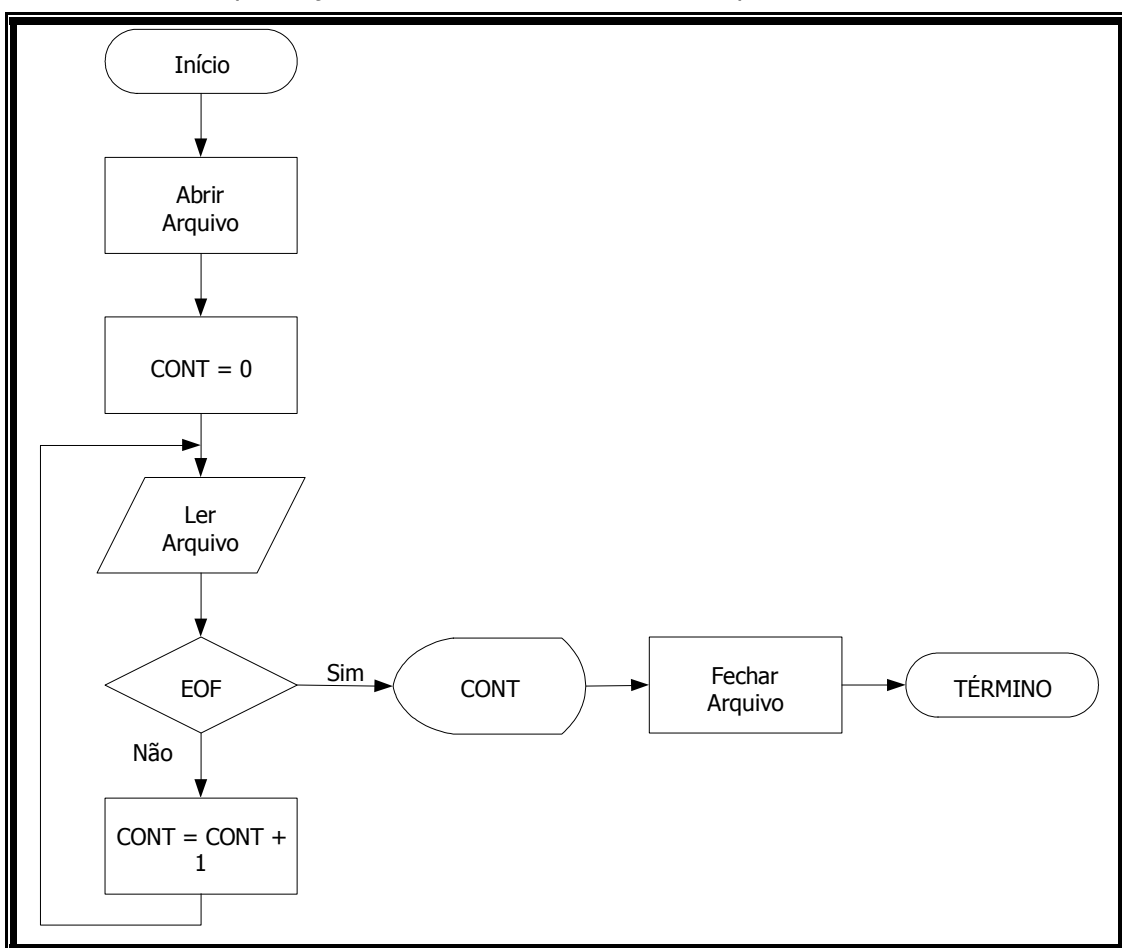 Início
Abrir
Arquivo
CONT = 0
Ler
Arquivo
EOF
Sim
CONT
Fechar
Arquivo
TÉRMINO
Não
CONT = CONT +
1